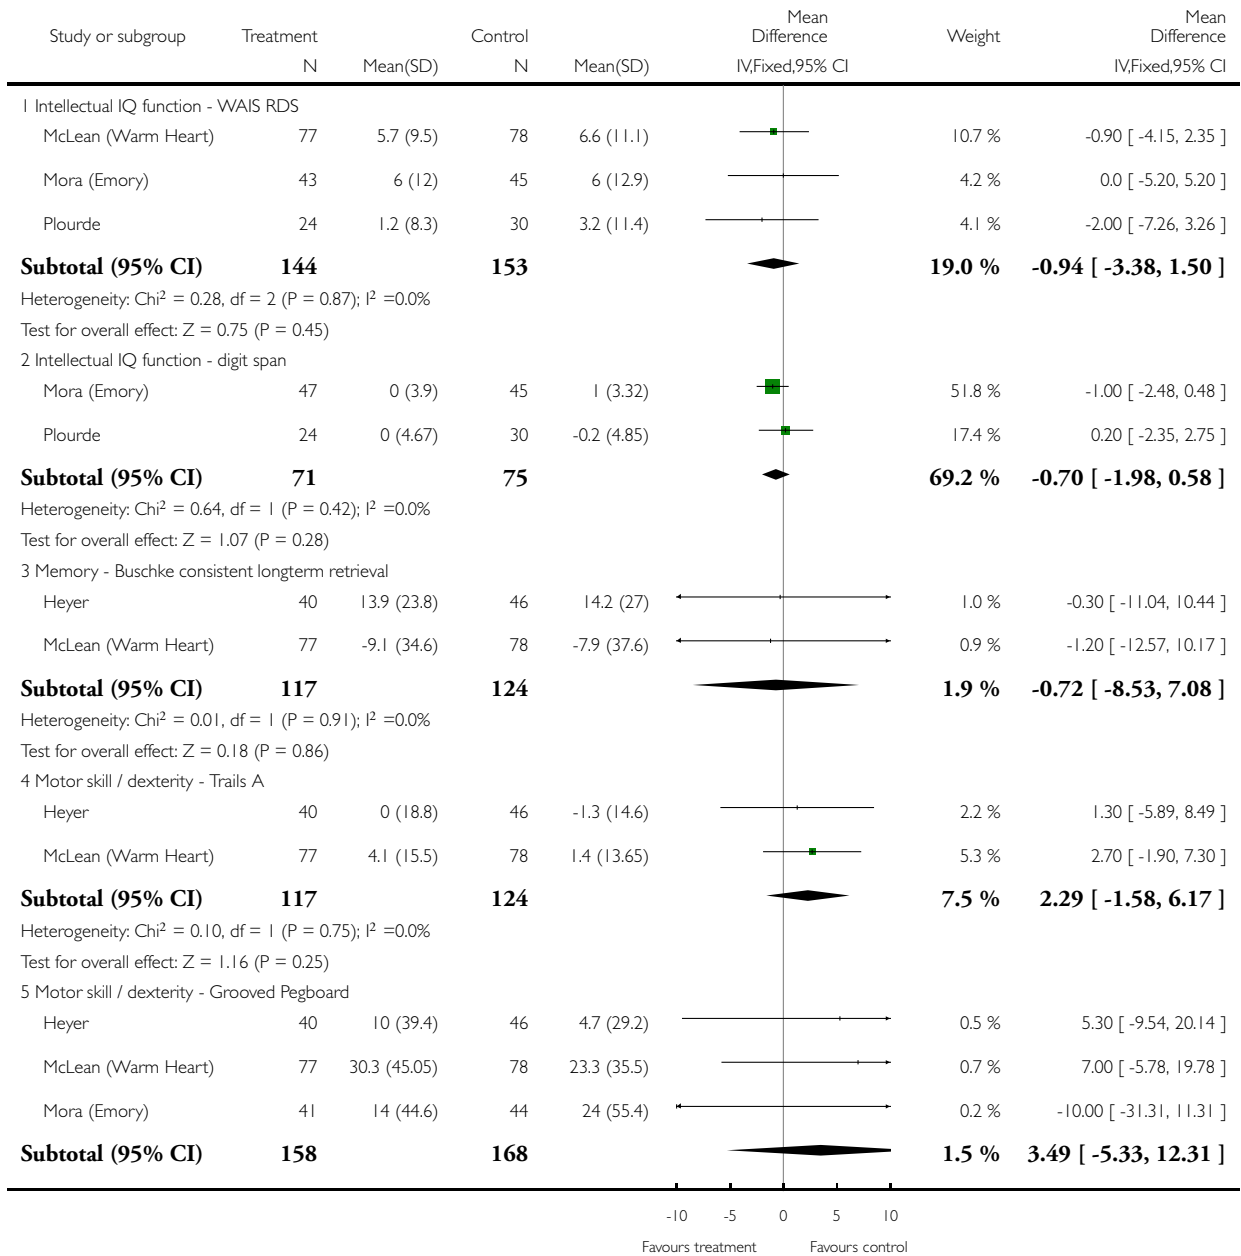 Mean Mean
Study or subgroup Treatment Control Difference Weight Difference
N Mean(SD) N Mean(SD) IV,Fixed,95% CI IV,Fixed,95% CI
1 Intellectual IQ function - WAIS RDS
McLean (Warm Heart) 77 5.7 (9.5) 78 6.6 (11.1) 10.7 % -0.90 [ -4.15, 2.35 ]
Mora (Emory) 43 6 (12) 45 6 (12.9) 4.2 % 0.0 [ -5.20, 5.20 ]
Plourde 24 1.2 (8.3) 30 3.2 (11.4) 4.1 % -2.00 [ -7.26, 3.26 ]
Subtotal (95% CI) 144 153 19.0 % -0.94 [ -3.38, 1.50 ]
Heterogeneity: Chi² = 0.28, df = 2 (P = 0.87); I² =0.0%
Test for overall effect: Z = 0.75 (P = 0.45)
2 Intellectual IQ function - digit span
Mora (Emory) 47 0 (3.9) 45 1 (3.32) 51.8 % -1.00 [ -2.48, 0.48 ]
Plourde 24 0 (4.67) 30 -0.2 (4.85) 17.4 % 0.20 [ -2.35, 2.75 ]
Subtotal (95% CI) 71 75 69.2 % -0.70 [ -1.98, 0.58 ]
Heterogeneity: Chi² = 0.64, df = 1 (P = 0.42); I² =0.0%
Test for overall effect: Z = 1.07 (P = 0.28)
3 Memory - Buschke consistent longterm retrieval
Heyer 40 13.9 (23.8) 46 14.2 (27) 1.0 % -0.30 [ -11.04, 10.44 ]
McLean (Warm Heart) 77 -9.1 (34.6) 78 -7.9 (37.6) 0.9 % -1.20 [ -12.57, 10.17 ]
Subtotal (95% CI) 117 124 1.9 % -0.72 [ -8.53, 7.08 ]
Heterogeneity: Chi² = 0.01, df = 1 (P = 0.91); I² =0.0%
Test for overall effect: Z = 0.18 (P = 0.86)
4 Motor skill / dexterity - Trails A
Heyer 40 0 (18.8) 46 -1.3 (14.6) 2.2 % 1.30 [ -5.89, 8.49 ]
McLean (Warm Heart) 77 4.1 (15.5) 78 1.4 (13.65) 5.3 % 2.70 [ -1.90, 7.30 ]
Subtotal (95% CI) 117 124 7.5 % 2.29 [ -1.58, 6.17 ]
Heterogeneity: Chi² = 0.10, df = 1 (P = 0.75); I² =0.0%
Test for overall effect: Z = 1.16 (P = 0.25)
5 Motor skill / dexterity - Grooved Pegboard
Heyer 40 10 (39.4) 46 4.7 (29.2) 0.5 % 5.30 [ -9.54, 20.14 ]
McLean (Warm Heart) 77 30.3 (45.05) 78 23.3 (35.5) 0.7 % 7.00 [ -5.78, 19.78 ]
Mora (Emory) 41 14 (44.6) 44 24 (55.4) 0.2 % -10.00 [ -31.31, 11.31 ]
Subtotal (95% CI) 158 168 1.5 % 3.49 [ -5.33, 12.31 ]
-10 -5 0 5 10
Favours treatment Favours control